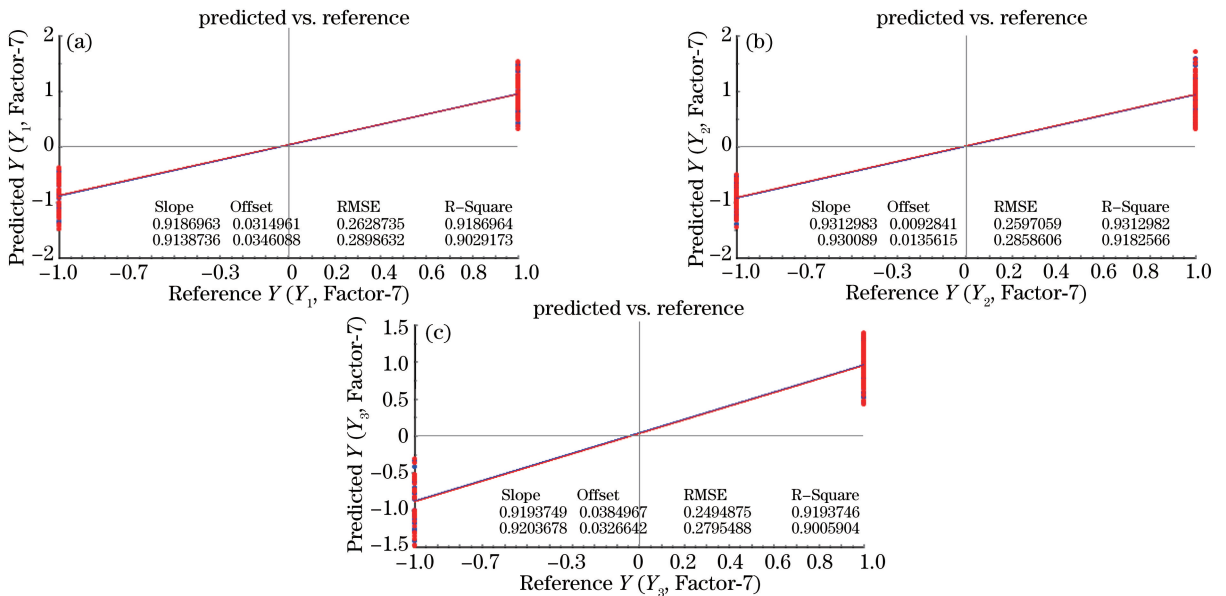 predicted vs. reference
(a)
2
1
0
−1
−2
Predicted Y (Y1, Factor-7)
Slope Offset RMSE R-Square
0.9186963 0.0314961 0.2628735 0.9186964
0.9138736 0.0346088 0.2898632 0.9029173
−1.0 −0.7 −0.4 0 0.2 0.4 0.6 0.8 1.0
Reference Y (Y1, Factor-7)
predicted vs. reference
(b)
2
1
0
−1
−2
Predicted Y (Y2, Factor-7)
Slope Offset RMSE R-Square
0.9312983 0.0092841 0.2597059 0.9312982
0.930089 0.0135615 0.2858606 0.9182566
−1.0 −0.7 −0.4 0 0.2 0.4 0.6 0.8 1.0
Reference Y (Y2, Factor-7)
predicted vs. reference
(c)
1.5
1.0
0.5
0
−0.5
−1.0
−1.5
Predicted Y (Y3, Factor-7)
Slope Offset RMSE R-Square
0.9193749 0.0384967 0.2494875 0.9193746
0.9203678 0.0326642 0.2795488 0.9005904
−1.0 −0.7 −0.4 0 0.2 0.4 0.6 0.8 1.0
Reference Y (Y3, Factor-7)